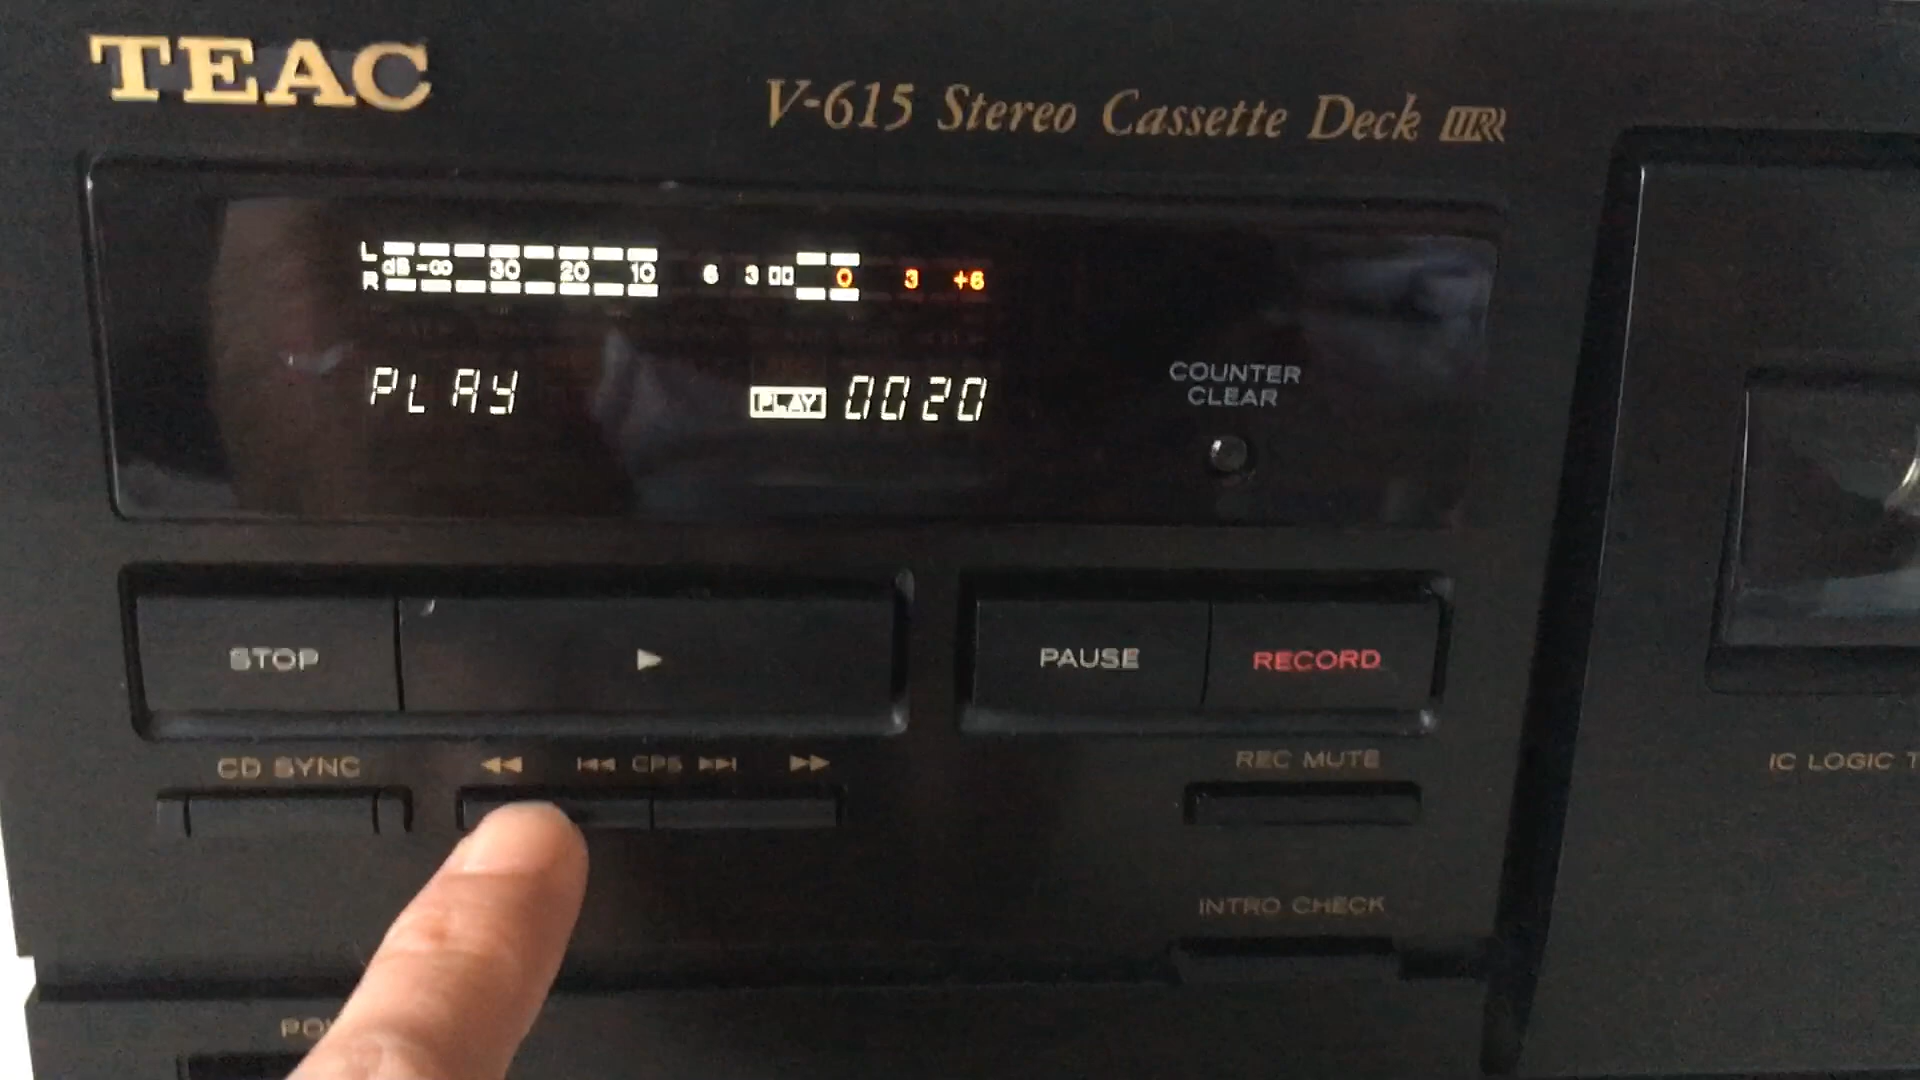 TEAC
V-615 Stereo Cassette Deck
L
dB -∞ 30 20 10 6 3 0 3 +6
R
PLAY PLAY 0020
COUNTER
CLEAR
STOP ▶ PAUSE RECORD
CD SYNC ◀◀ I◀◀ CPS ▶▶I ▶▶ REC MUTE
IC LOGIC
INTRO CHECK